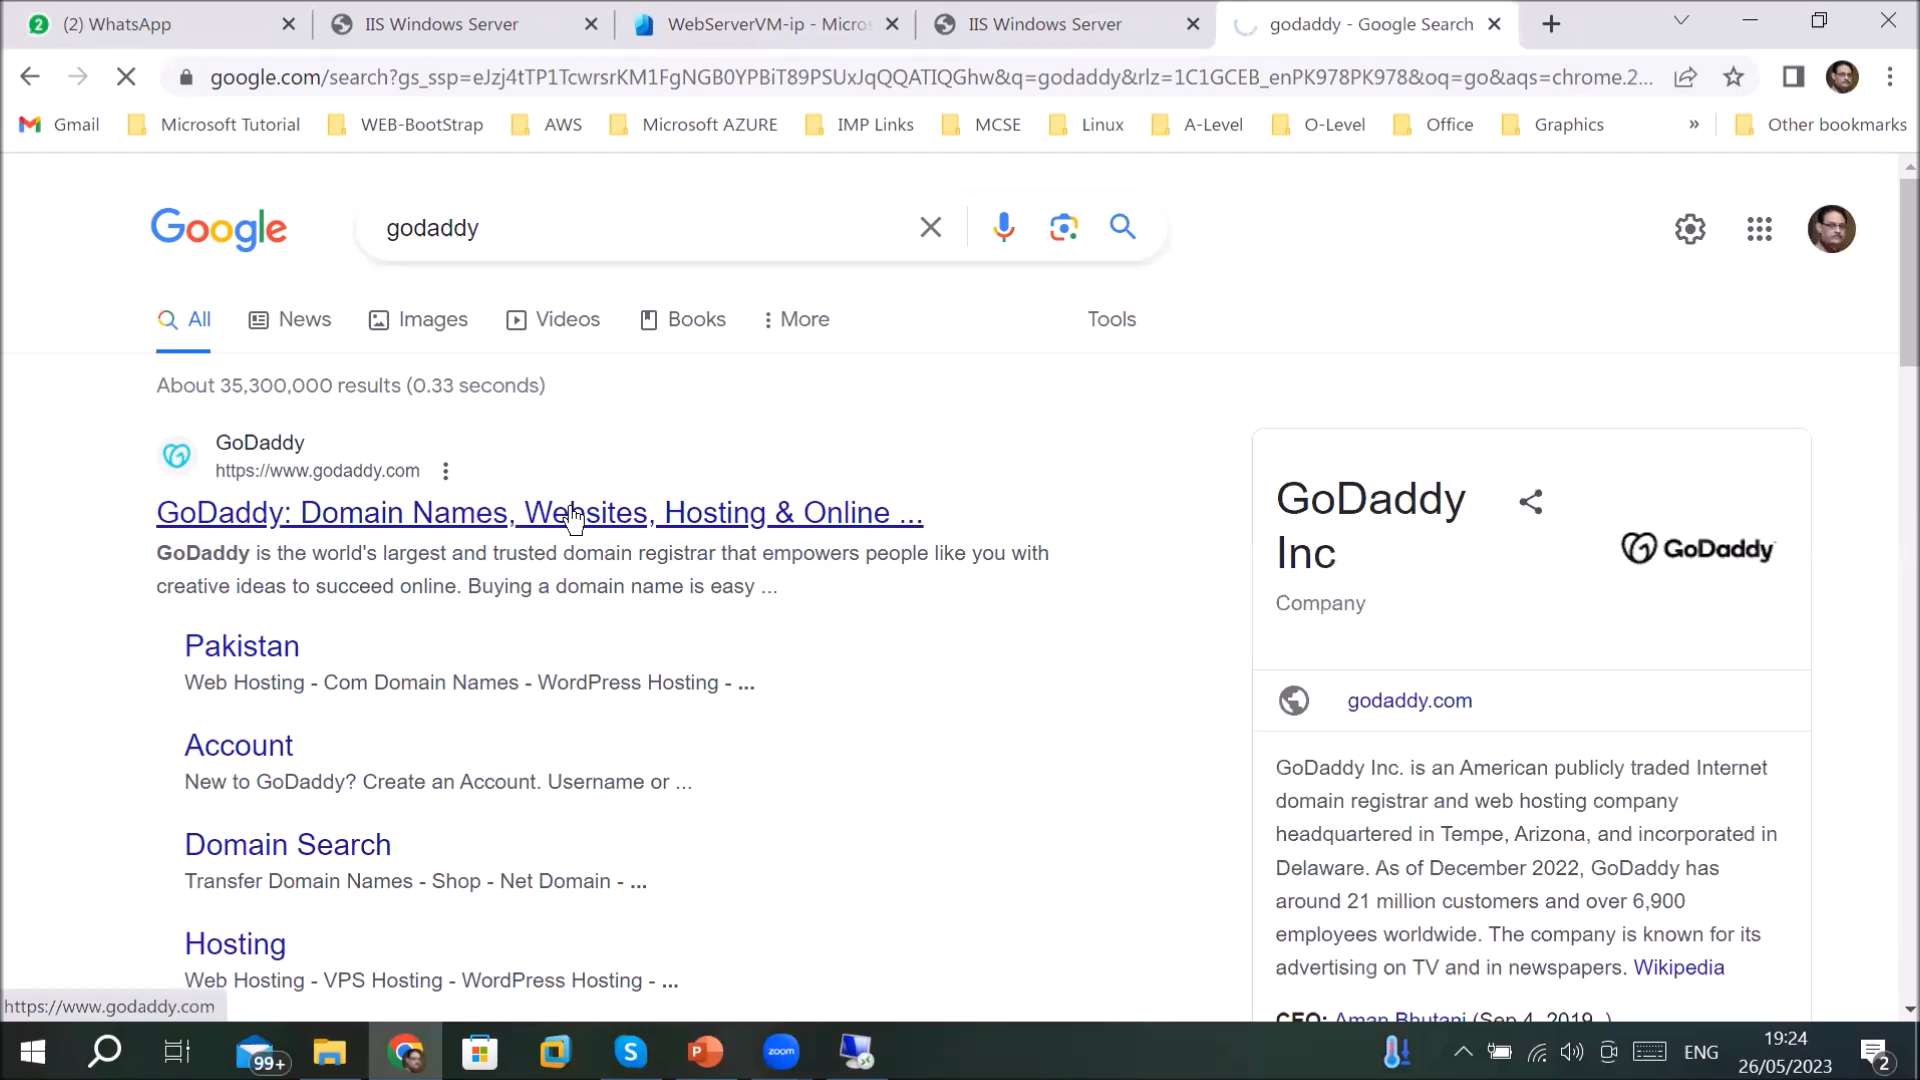 2 (2) WhatsApp
IIS Windows Server
WebServerVM-ip - Micros
IIS Windows Server
godaddy - Google Search
google.com/search?gs_ssp=eJzj4tTP1TcwrsrKM1FgNGB0YPBiT89PSUxJqQQATIQGhw&q=godaddy&rlz=1C1GCEB_enPK978PK978&oq=go&aqs=chrome.2...
Gmail
Microsoft Tutorial
WEB-BootStrap
AWS
Microsoft AZURE
IMP Links
MCSE
Linux
A-Level
O-Level
Office
Graphics
»
Other bookmarks
Google
godaddy
All
News
Images
Videos
Books
More
Tools
About 35,300,000 results (0.33 seconds)
GoDaddy
https://www.godaddy.com
GoDaddy: Domain Names, Websites, Hosting & Online ...
GoDaddy is the world's largest and trusted domain registrar that empowers people like you with
creative ideas to succeed online. Buying a domain name is easy ...
Pakistan
Web Hosting - Com Domain Names - WordPress Hosting - ...
Account
New to GoDaddy? Create an Account. Username or ...
Domain Search
Transfer Domain Names - Shop - Net Domain - ...
Hosting
Web Hosting - VPS Hosting - WordPress Hosting - ...
GoDaddy
Inc
Company
GoDaddy
godaddy.com
GoDaddy Inc. is an American publicly traded Internet
domain registrar and web hosting company
headquartered in Tempe, Arizona, and incorporated in
Delaware. As of December 2022, GoDaddy has
around 21 million customers and over 6,900
employees worldwide. The company is known for its
advertising on TV and in newspapers. Wikipedia
CEO: Aman Bhutani (Sep 4, 2019–)
https://www.godaddy.com
99+
S
P
zoom
ENG
19:24
26/05/2023
2